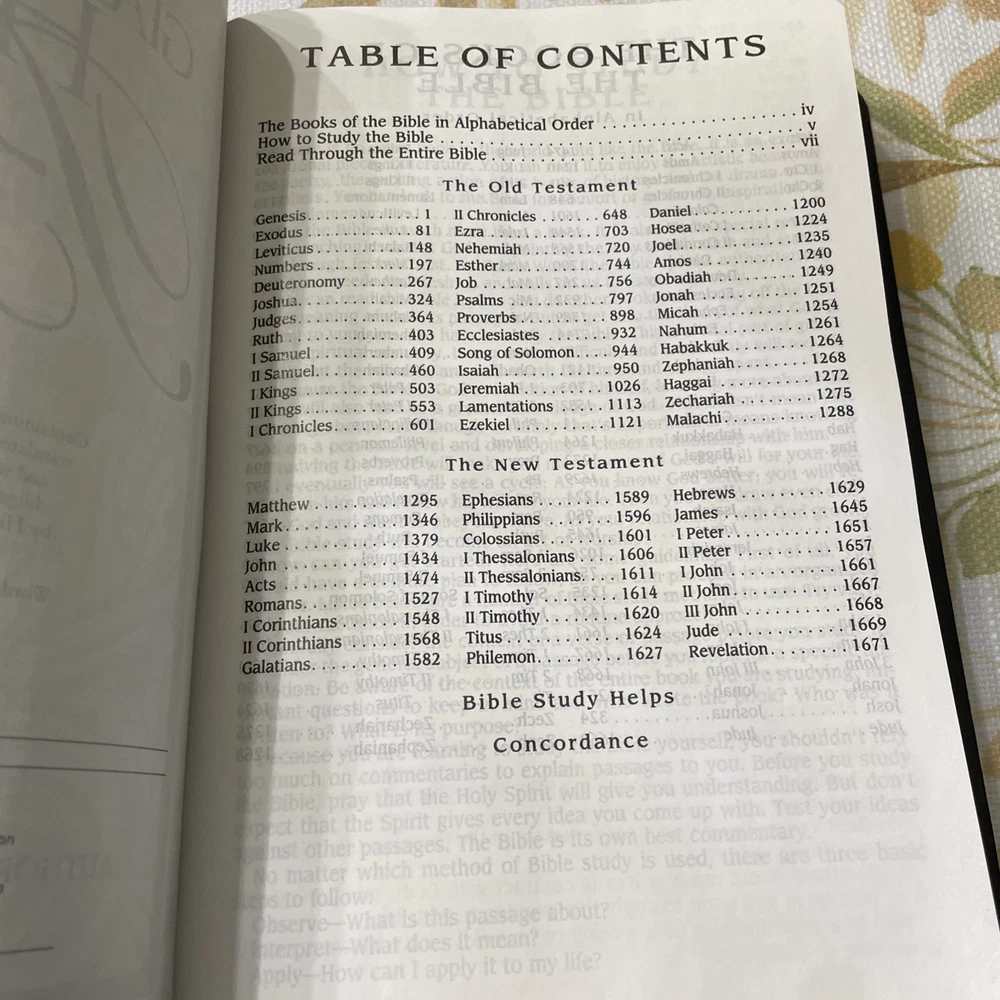 TABLE OF CONTENTS
The Books of the Bible in Alphabetical Order . . . . . . . . . . . . . . . . . . iv
How to Study the Bible . . . . . . . . . . . . . . . . . . v
Read Through the Entire Bible . . . . . . . . . . . . . . . . . . vii
The Old Testament
Genesis . . . . . . . . . . 1
Exodus . . . . . . . . . . 81
Leviticus . . . . . . . . . 148
Numbers . . . . . . . . . 197
Deuteronomy . . . . . . 267
Joshua . . . . . . . . . . 324
Judges . . . . . . . . . . 364
Ruth . . . . . . . . . . 403
I Samuel . . . . . . . . . 409
II Samuel . . . . . . . . . 460
I Kings . . . . . . . . . . 503
II Kings . . . . . . . . . . 553
I Chronicles . . . . . . . 601
II Chronicles . . . . . . 648
Ezra . . . . . . . . . . 703
Nehemiah . . . . . . . . 720
Esther . . . . . . . . . . 744
Job . . . . . . . . . . 756
Psalms . . . . . . . . . 797
Proverbs . . . . . . . . 898
Ecclesiastes . . . . . . 932
Song of Solomon . . . . 944
Isaiah . . . . . . . . . 950
Jeremiah . . . . . . . . 1026
Lamentations . . . . . 1113
Ezekiel . . . . . . . . 1121
Daniel . . . . . . . . . 1200
Hosea . . . . . . . . . 1224
Joel . . . . . . . . . . 1235
Amos . . . . . . . . . 1240
Obadiah . . . . . . . . 1249
Jonah . . . . . . . . . 1251
Micah . . . . . . . . . 1254
Nahum . . . . . . . . . 1261
Habakkuk . . . . . . . 1264
Zephaniah . . . . . . . 1268
Haggai . . . . . . . . . 1272
Zechariah . . . . . . . 1275
Malachi . . . . . . . . 1288
The New Testament
Matthew . . . . . . . . 1295
Mark . . . . . . . . . . 1346
Luke . . . . . . . . . . 1379
John . . . . . . . . . . 1434
Acts . . . . . . . . . . 1474
Romans . . . . . . . . 1527
I Corinthians . . . . . . 1548
II Corinthians . . . . . 1568
Galatians . . . . . . . 1582
Ephesians . . . . . . . 1589
Philippians . . . . . . 1596
Colossians . . . . . . . 1601
I Thessalonians . . . . 1606
II Thessalonians . . . . 1611
I Timothy . . . . . . . 1614
II Timothy . . . . . . . 1620
Titus . . . . . . . . . 1624
Philemon . . . . . . . 1627
Hebrews . . . . . . . . 1629
James . . . . . . . . . 1645
I Peter . . . . . . . . . 1651
II Peter . . . . . . . . 1657
I John . . . . . . . . . 1661
II John . . . . . . . . . 1667
III John . . . . . . . . 1668
Jude . . . . . . . . . . 1669
Revelation . . . . . . . 1671
Bible Study Helps
Concordance